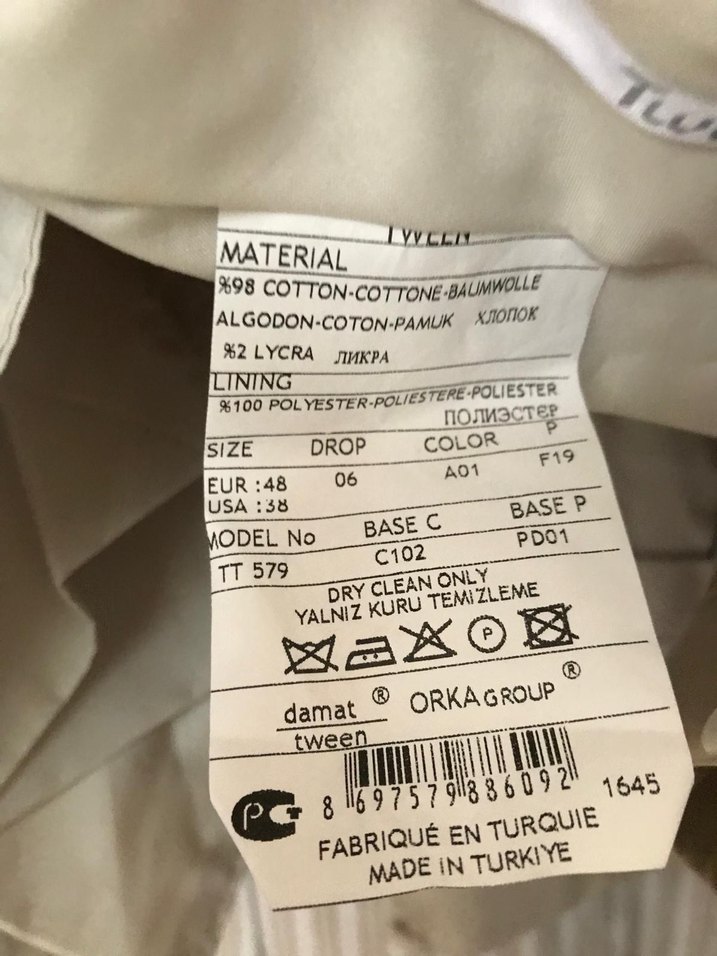 TWEEN
MATERIAL
%98 COTTON-COTTONE-BAUMWOLLE
ALGODON-COTON-PAMUK ХЛОПОК
%2 LYCRA ЛИКРА
LINING
%100 POLYESTER-POLIESTERE-POLIESTER
ПОЛИЭСТЕР
SIZE DROP COLOR P
EUR :48 06 A01 F19
USA :38
MODEL No BASE C BASE P
TT 579 C102 PD01
DRY CLEAN ONLY
YALNIZ KURU TEMIZLEME
P
damat ® ORKA GROUP ®
tween
8 697579 886092 1645
FABRIQUÉ EN TURQUIE
MADE iN TURKIYE